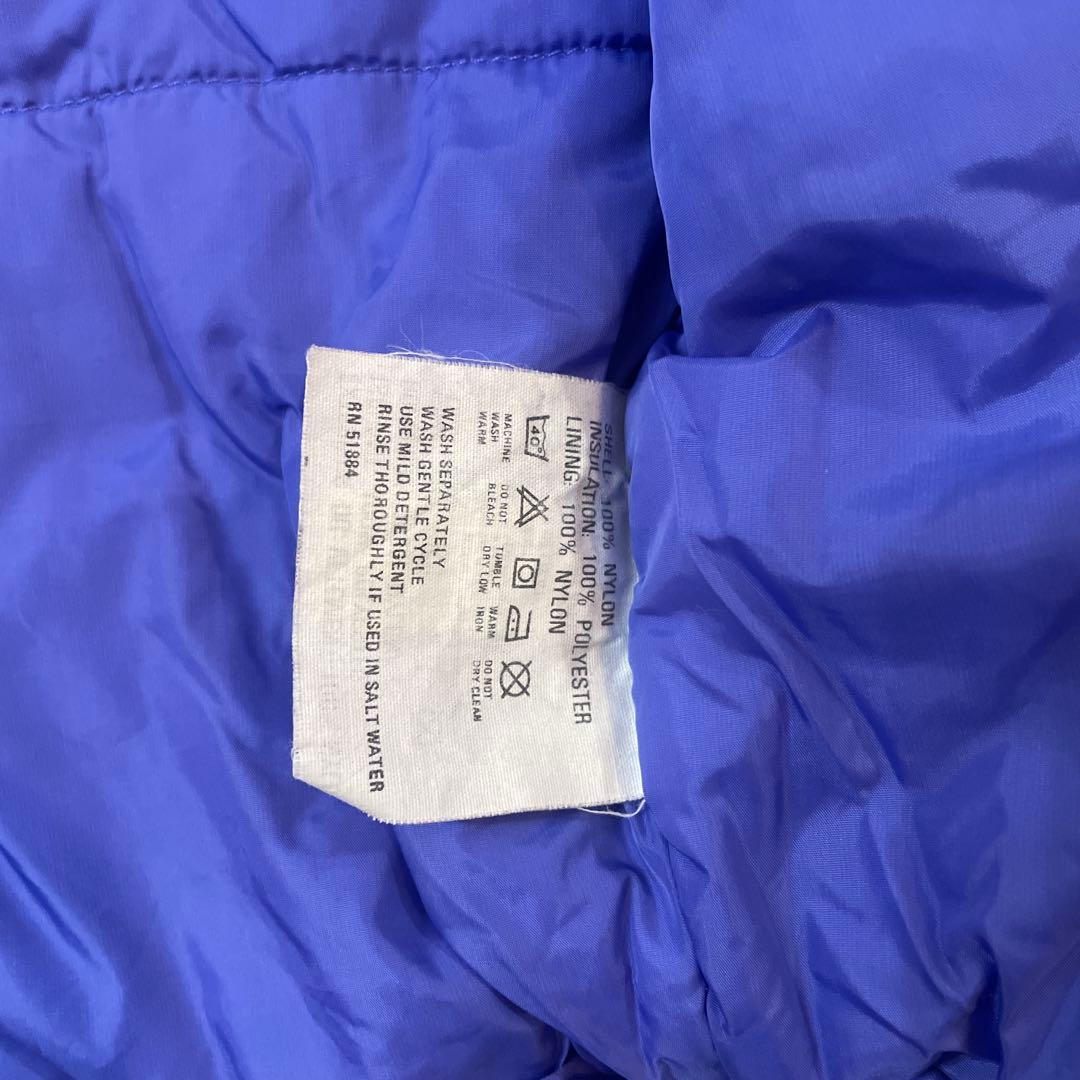 SHELL: 100% NYLON
INSULATION: 100% POLYESTER
LINING: 100% NYLON
40°
MACHINE WASH WARM
DO NOT BLEACH
TUMBLE DRY LOW
WARM IRON
DO NOT DRY CLEAN
WASH SEPARATELY
WASH GENTLE CYCLE
USE MILD DETERGENT
RINSE THOROUGHLY IF USED IN SALT WATER
RN 51884